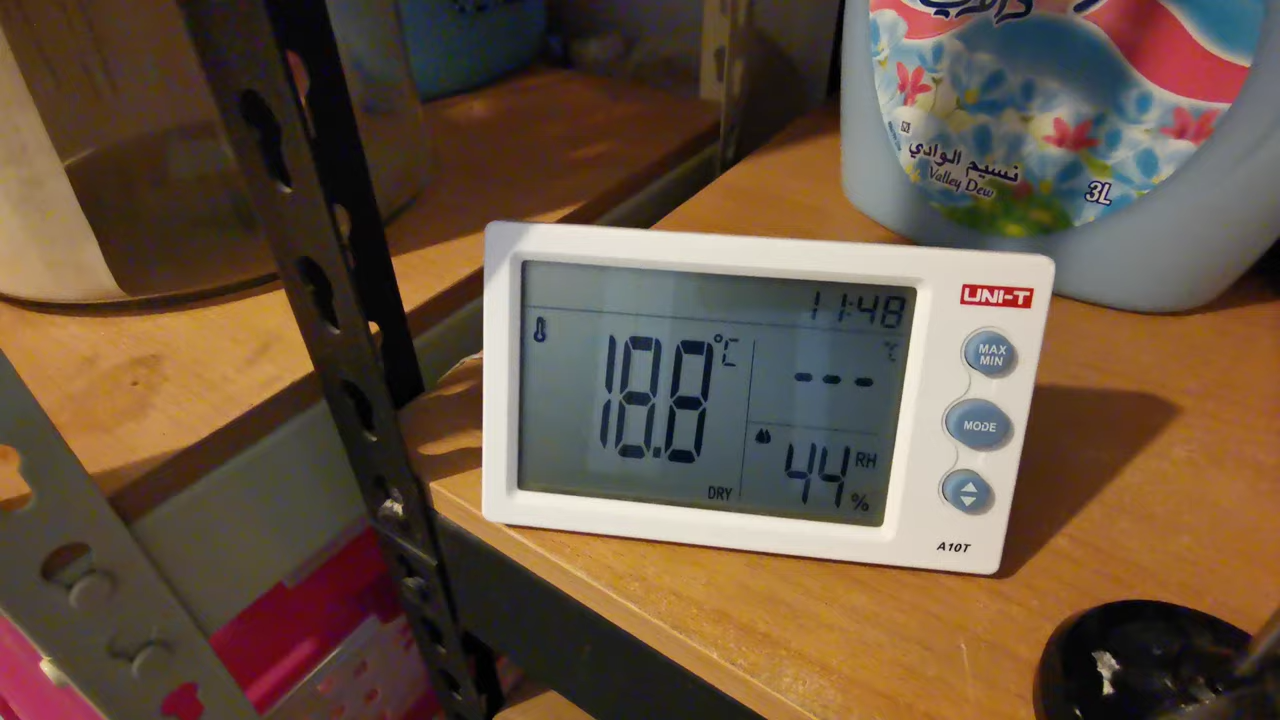 نسيم الوادي
Valley Dew
3L
UNI-T
11:48
°C
18.8
°C
---
MAX
MIN
MODE
44
RH
%
DRY
A10T